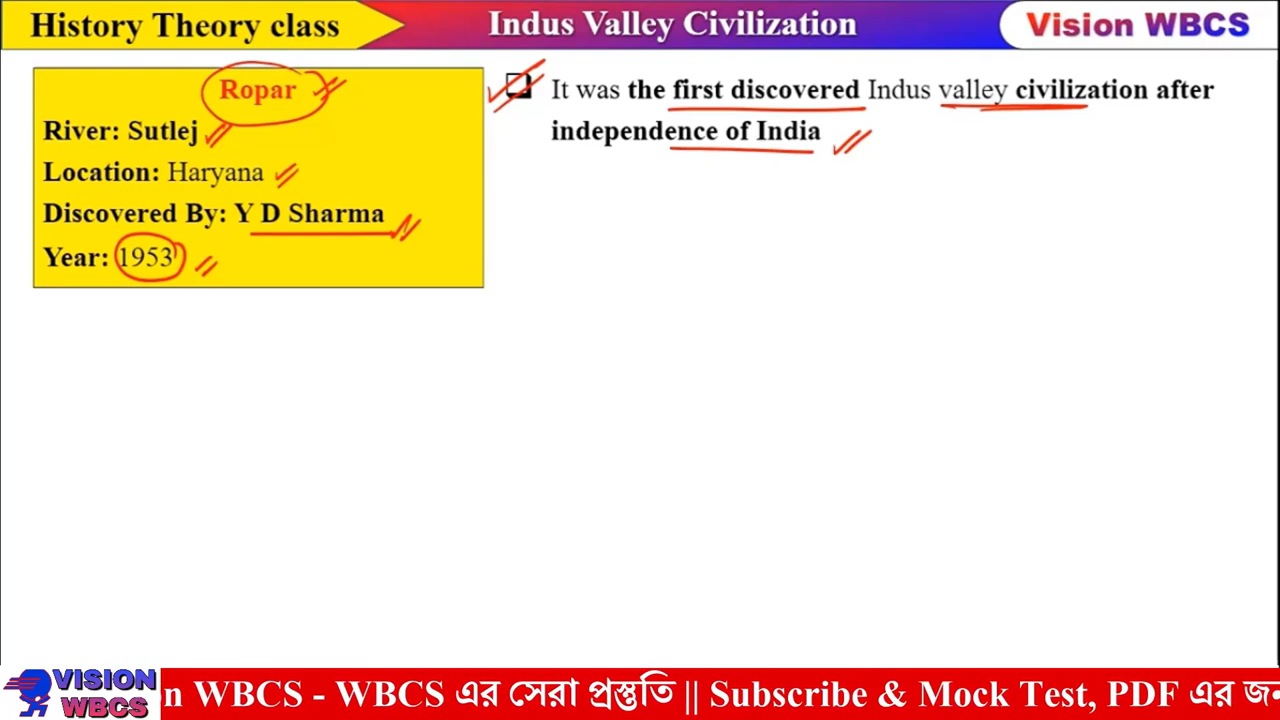 History Theory class
Indus Valley Civilization
Vision WBCS
Ropar
River: Sutlej
Location: Haryana
Discovered By: Y D Sharma
Year: 1953
It was the first discovered Indus valley civilization after
independence of India
VISION
WBCS
n WBCS - WBCS এর সেরা প্রস্তুতি || Subscribe & Mock Test, PDF এর জ